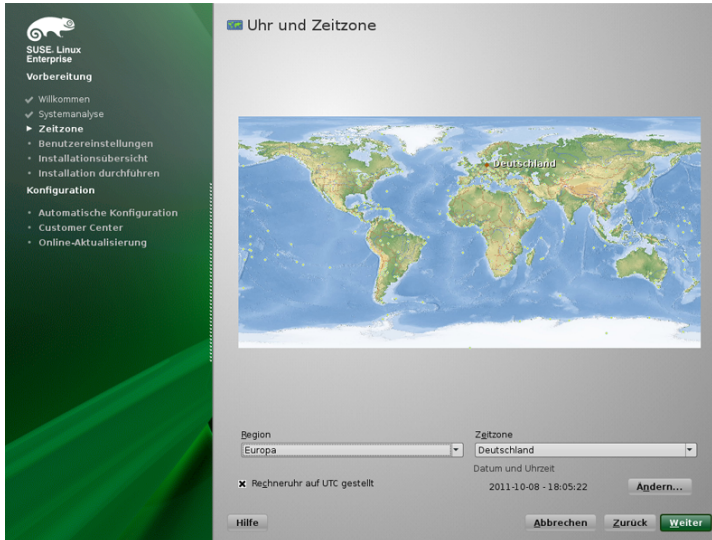 SUSE. Linux
Enterprise
Vorbereitung
Willkommen
Systemanalyse
Zeitzone
Benutzereinstellungen
Installationsübersicht
Installation durchführen
Konfiguration
Automatische Konfiguration
Customer Center
Online-Aktualisierung
Uhr und Zeitzone
Deutschland
Region
Europa
Zeitzone
Deutschland
Rechneruhr auf UTC gestellt
Datum und Uhrzeit
2011-10-08 - 18:05:22
Ändern...
Hilfe
Abbrechen
Zurück
Weiter